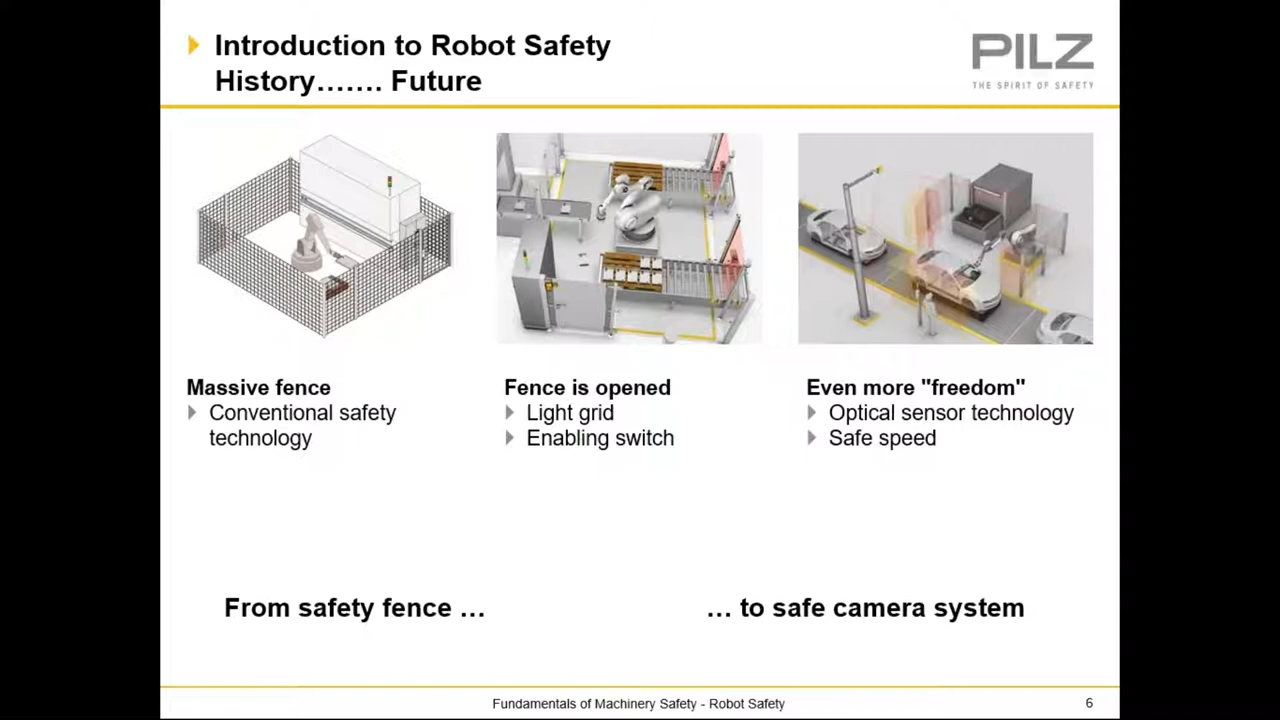 Introduction to Robot Safety
History……. Future
PILZ
THE SPIRIT OF SAFETY
Massive fence
Conventional safety
technology
Fence is opened
Light grid
Enabling switch
Even more "freedom"
Optical sensor technology
Safe speed
From safety fence …
… to safe camera system
Fundamentals of Machinery Safety - Robot Safety
6